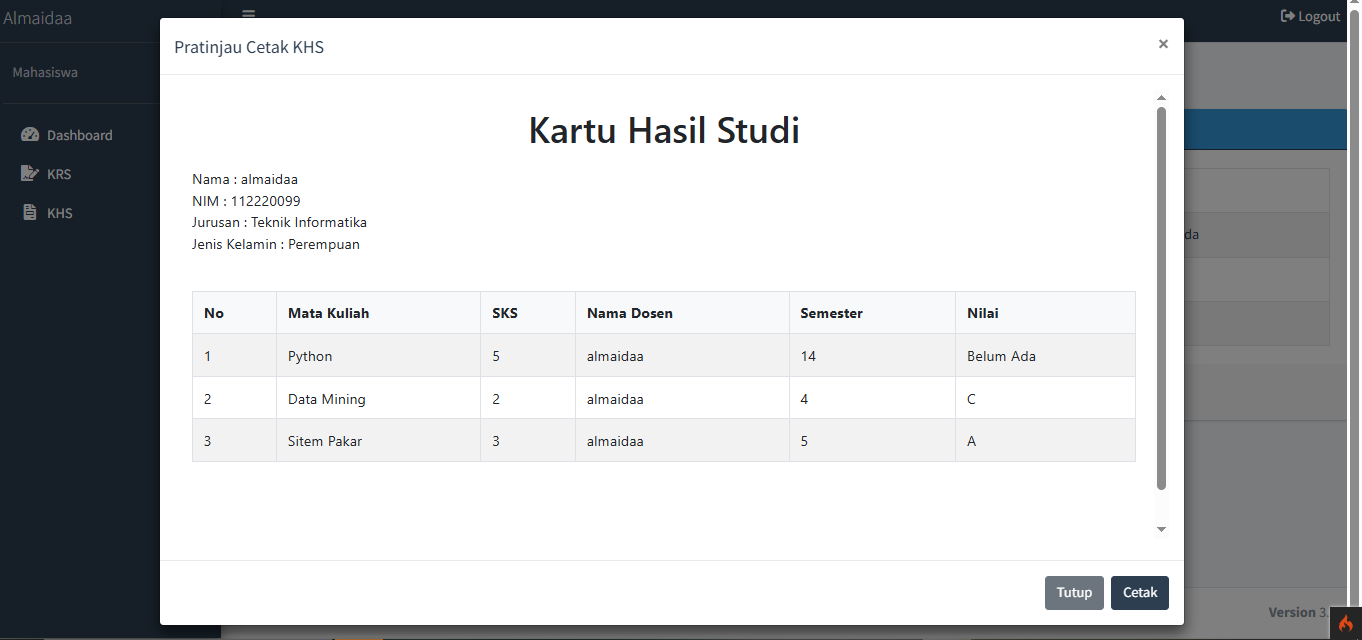 Almaidaa
Logout
Pratinjau Cetak KHS
×
Mahasiswa
Dashboard
KRS
KHS
Kartu Hasil Studi
Nama : almaidaa
NIM : 112220099
Jurusan : Teknik Informatika
Jenis Kelamin : Perempuan
No Mata Kuliah SKS Nama Dosen Semester Nilai
1 Python 5 almaidaa 14 Belum Ada
2 Data Mining 2 almaidaa 4 C
3 Sitem Pakar 3 almaidaa 5 A
da
Tutup Cetak
Version 3.